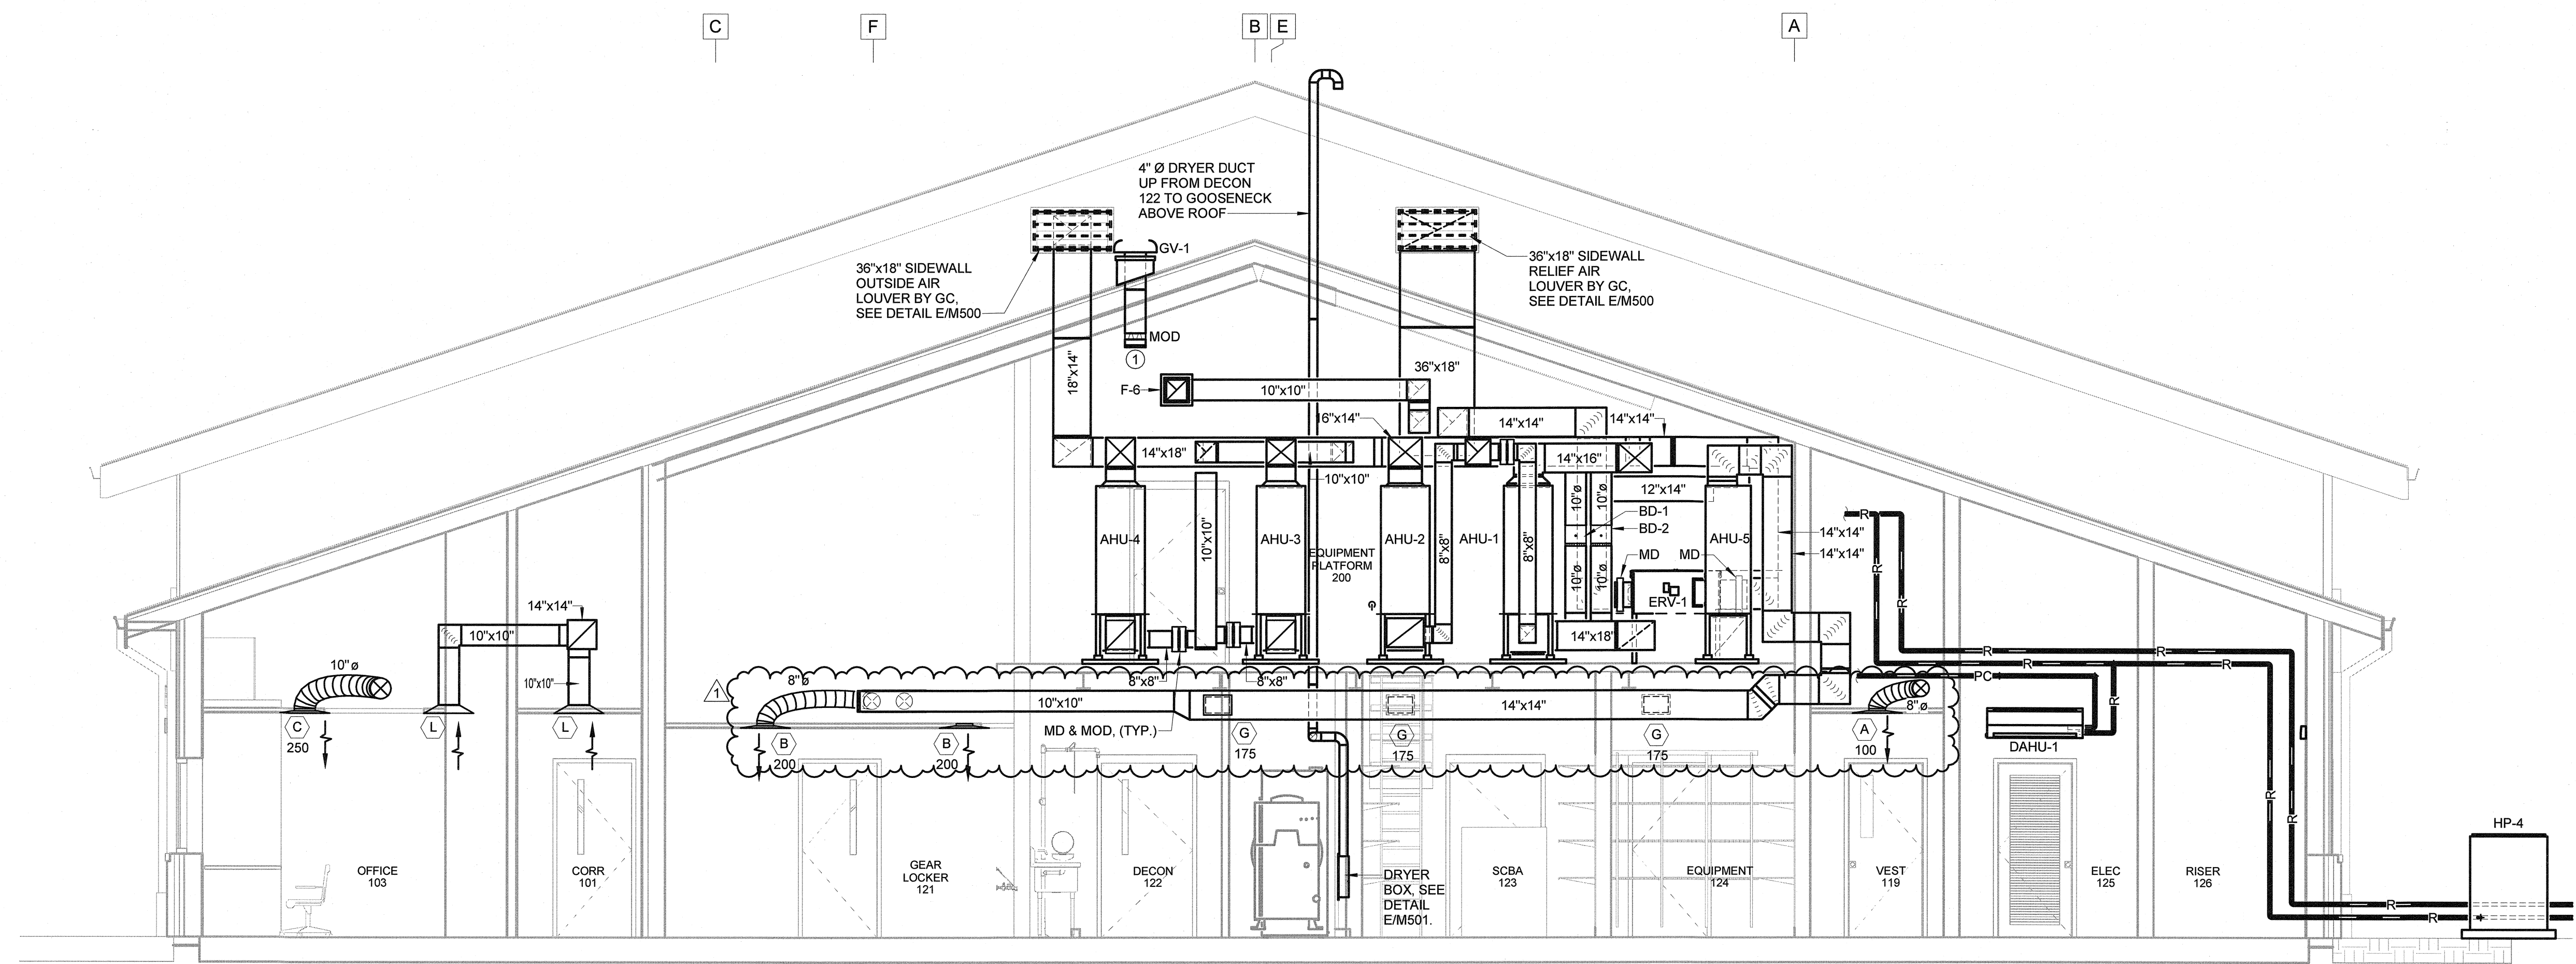 C
F
B
E
A
4" Ø DRYER DUCT
UP FROM DECON
122 TO GOOSENECK
ABOVE ROOF
GV-1
36"x18" SIDEWALL
OUTSIDE AIR
LOUVER BY GC,
SEE DETAIL E/M500
36"x18" SIDEWALL
RELIEF AIR
LOUVER BY GC,
SEE DETAIL E/M500
MOD
1
18"x14"
36"x18"
F-6
10"x10"
16"x14"
14"x14"
14"x14"
14"x18"
14"x16"
10"x10"
12"x14"
10"ø
10"ø
BD-1
BD-2
R
14"x14"
14"x14"
AHU-4
10"x10"
AHU-3
EQUIPMENT
PLATFORM
200
AHU-2
8"x8"
AHU-1
8"x8"
AHU-5
MD
MD
10"ø
10"ø
ERV-1
R
R
14"x14"
10"x10"
14"x18"
R
R
R
R
10"ø
10"x10"
8"x8"
8"x8"
8"ø
1
PC
R
10"x10"
14"x14"
8"ø
MD & MOD, (TYP.)
C
250
L
L
B
200
B
200
G
175
G
175
G
175
A
100
DAHU-1
R
R
HP-4
OFFICE
103
CORR
101
GEAR
LOCKER
121
DECON
122
DRYER
BOX, SEE
DETAIL
E/M501.
SCBA
123
EQUIPMENT
124
VEST
119
ELEC
125
RISER
126
R
R